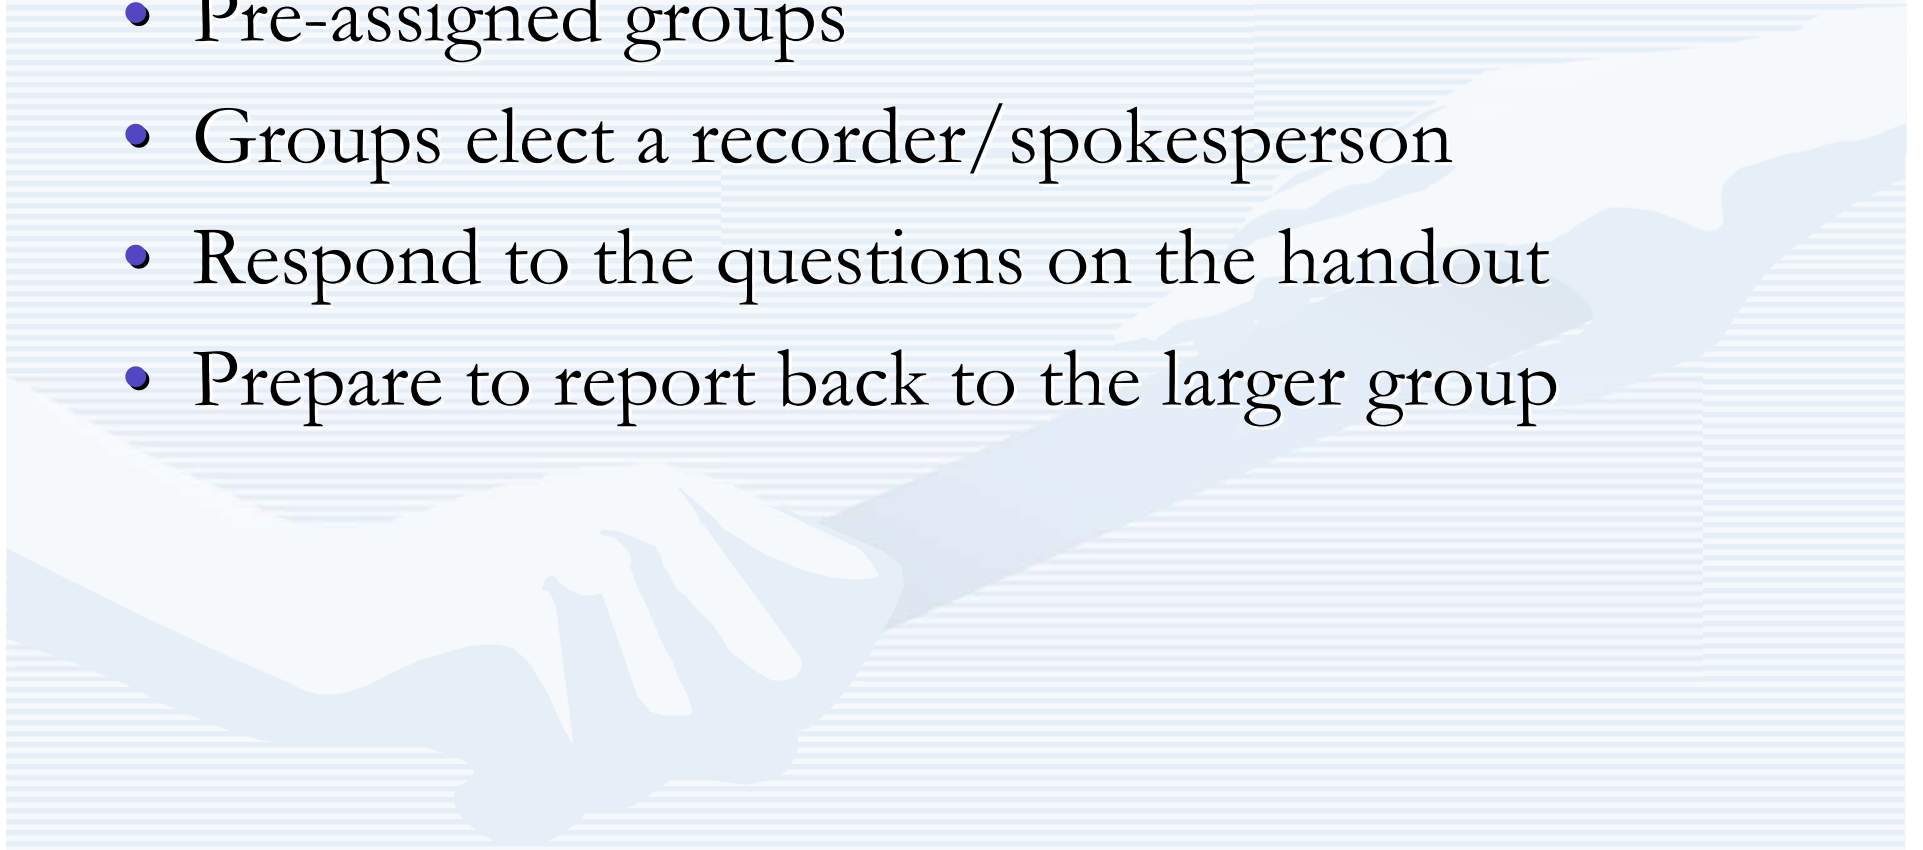 • Pre-assigned groups
• Groups elect a recorder/spokesperson
• Respond to the questions on the handout
• Prepare to report back to the larger group